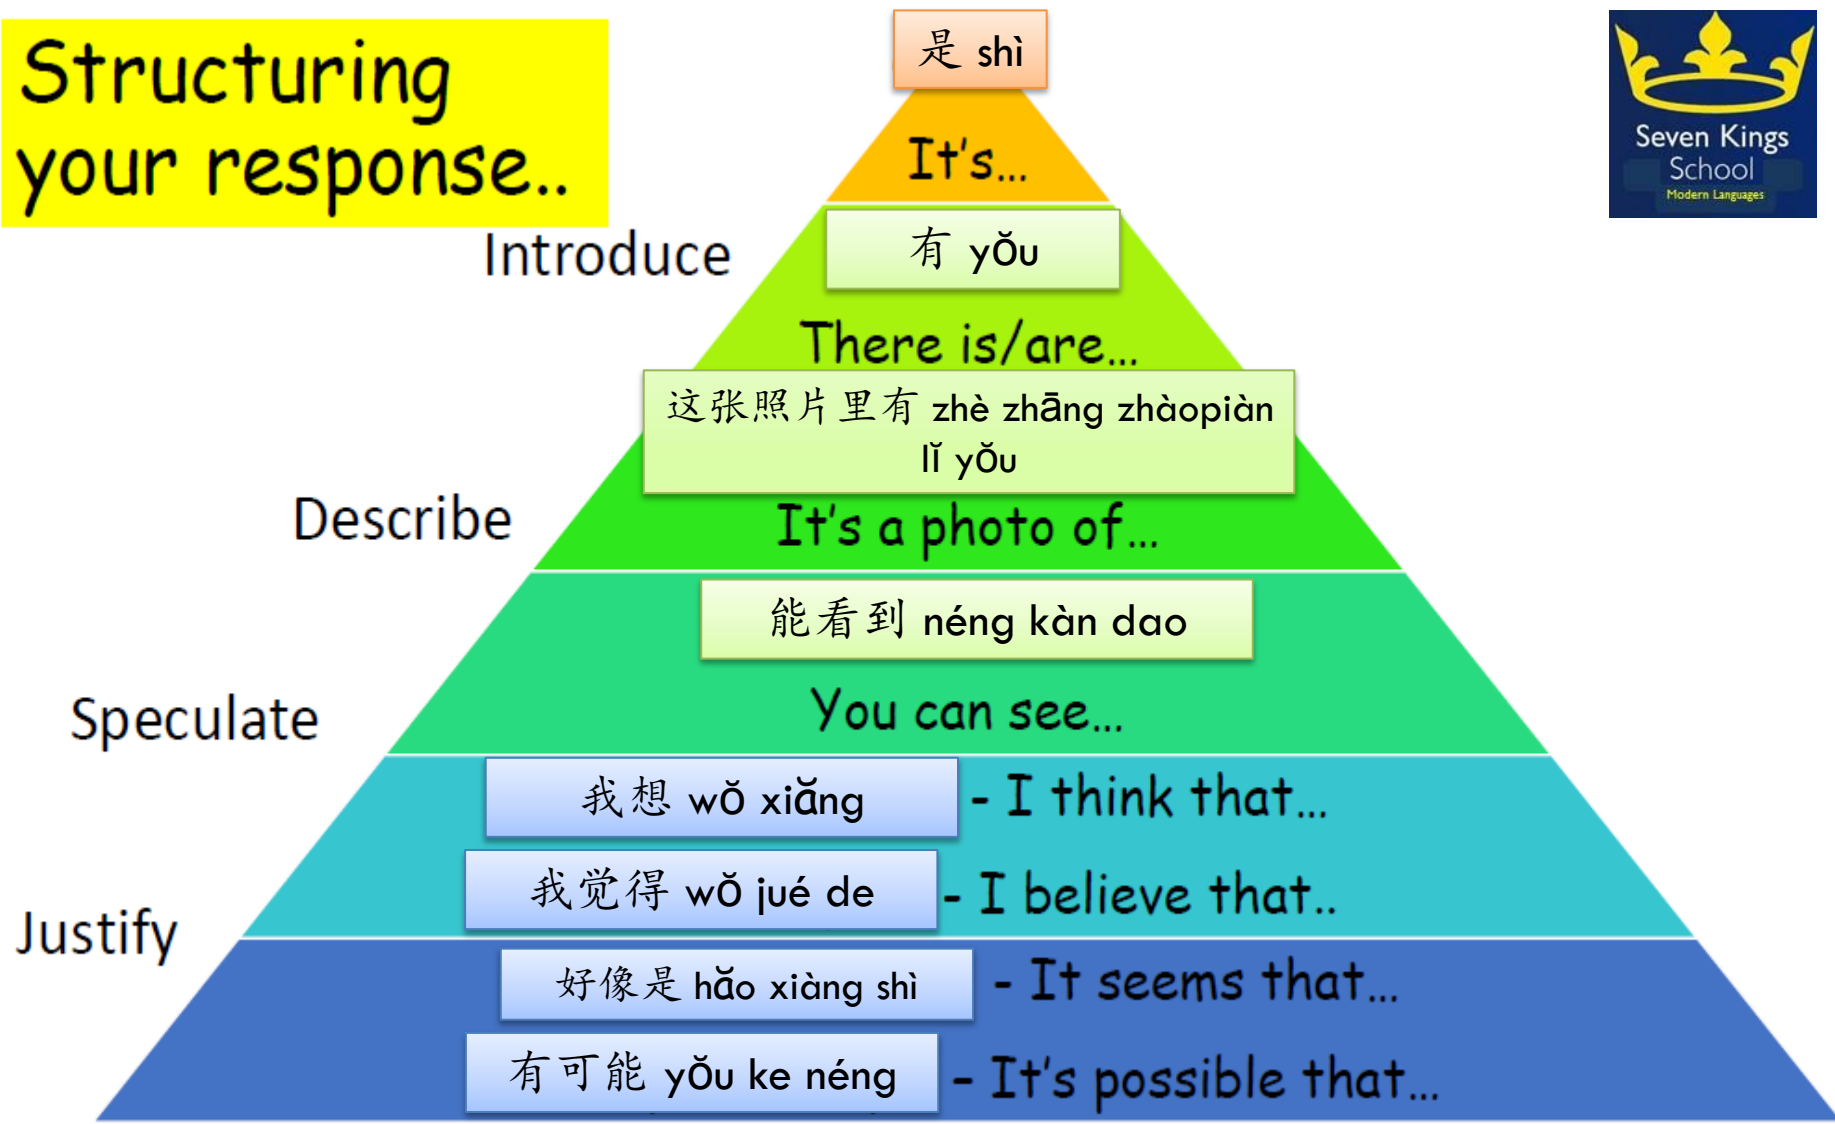 Structuring
your response..
是 shì
It's...
Seven Kings
School
Modern Languages
Introduce
有 yǒu
There is/are...
这张照片里有 zhè zhāng zhàopiàn
lǐ yǒu
Describe
It's a photo of...
能看到 néng kàn dao
Speculate
You can see...
我想 wǒ xiǎng - I think that...
我觉得 wǒ jué de - I believe that..
Justify
好像是 hǎo xiàng shì - It seems that...
有可能 yǒu ke néng - It's possible that...